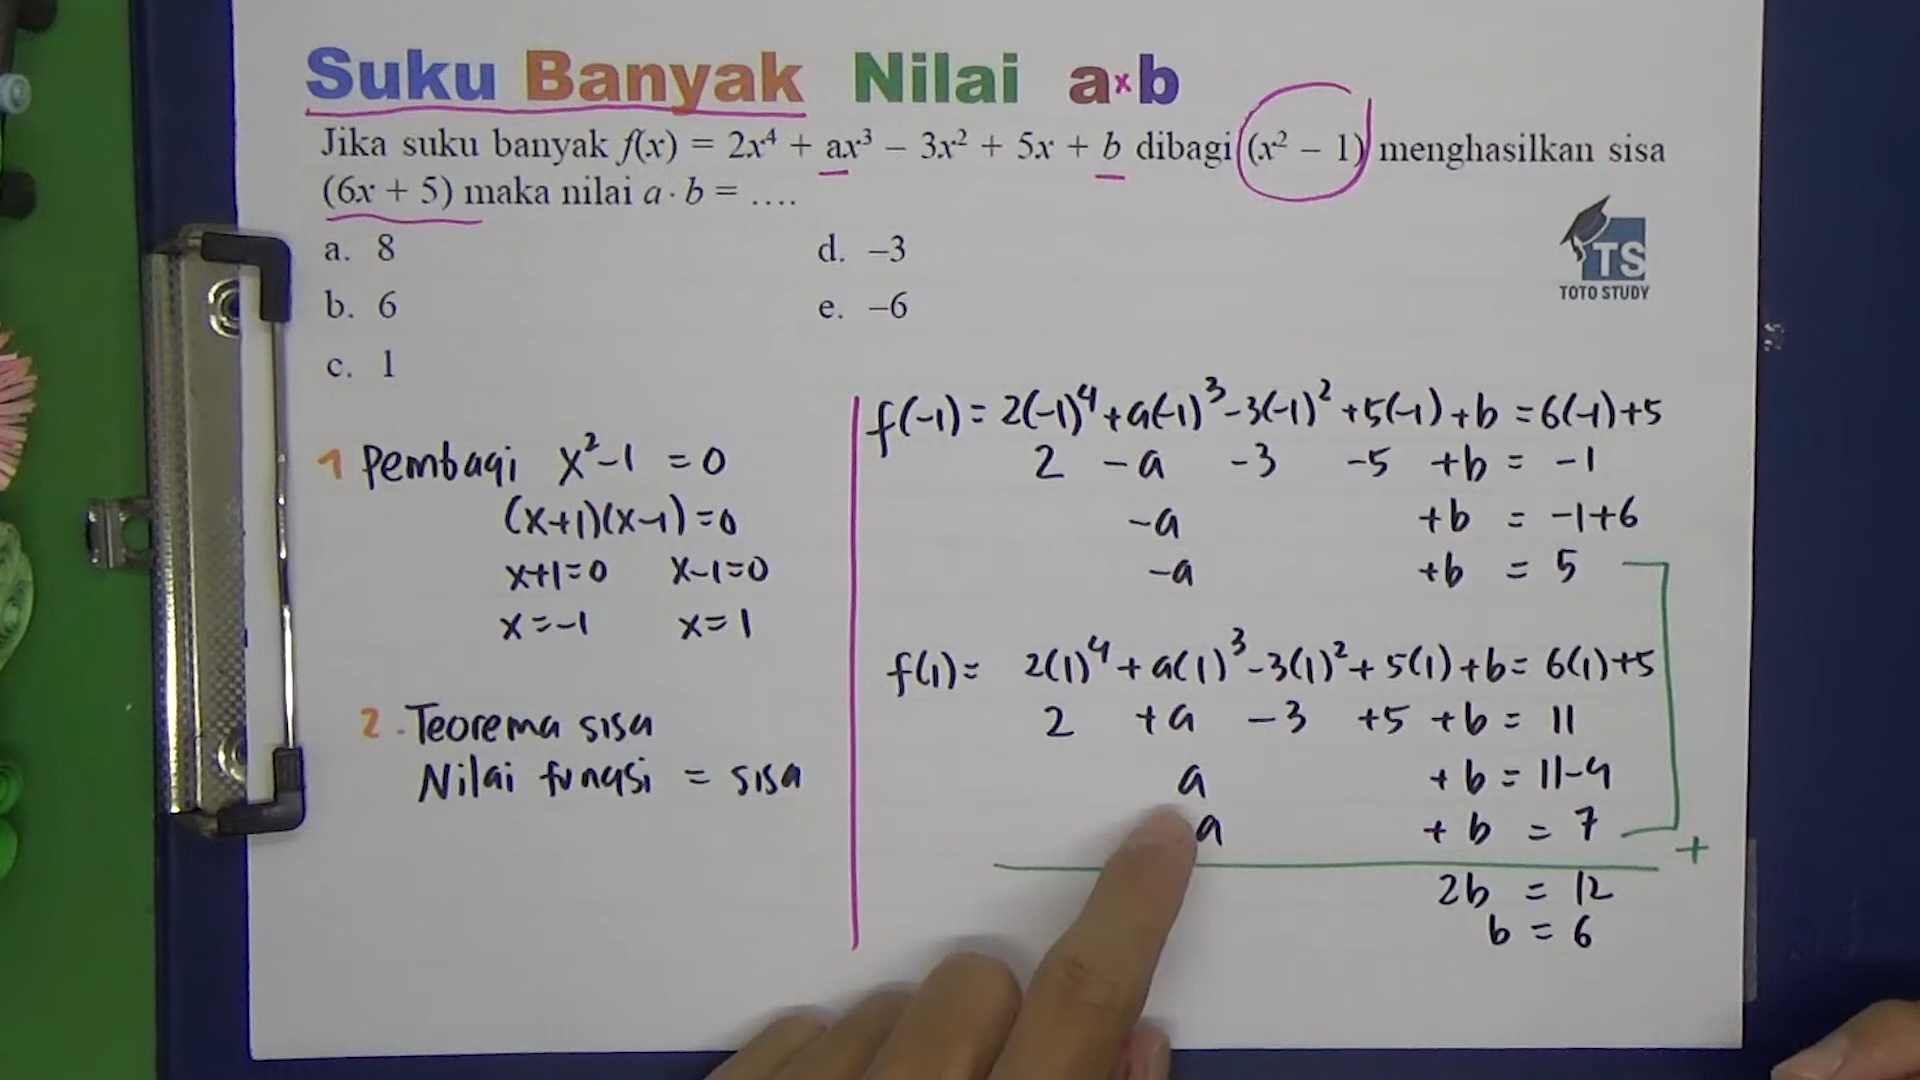 Suku Banyak Nilai a×b
Jika suku banyak f(x) = 2x⁴ + ax³ – 3x² + 5x + b dibagi (x² – 1) menghasilkan sisa
(6x + 5) maka nilai a · b = ....
a. 8
b. 6
c. 1
d. –3
e. –6
TS
TOTO STUDY
1 Pembagi x²-1 = 0
(x+1)(x-1)=0
x+1=0 x-1=0
x=-1 x=1
2. Teorema sisa
Nilai fungsi = sisa
f(-1) = 2(-1)⁴+a(-1)³-3(-1)²+5(-1)+b = 6(-1)+5
2 -a -3 -5 +b = -1
-a +b = -1+6
-a +b = 5
f(1) = 2(1)⁴+a(1)³-3(1)²+5(1)+b = 6(1)+5
2 +a -3 +5 +b = 11
a +b = 11-4
a +b = 7
+
2b = 12
b = 6